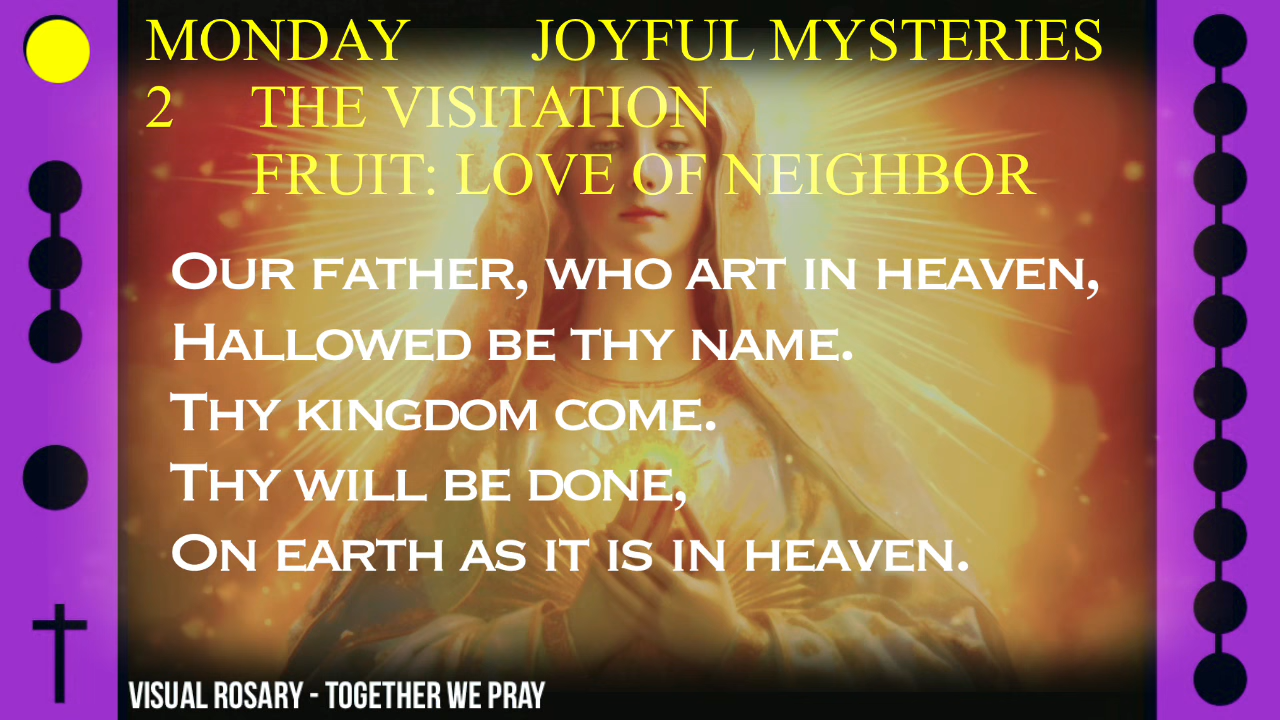 MONDAY JOYFUL MYSTERIES
2 THE VISITATION
FRUIT: LOVE OF NEIGHBOR
OUR FATHER, WHO ART IN HEAVEN,
HALLOWED BE THY NAME.
THY KINGDOM COME.
THY WILL BE DONE,
ON EARTH AS IT IS IN HEAVEN.
VISUAL ROSARY - TOGETHER WE PRAY